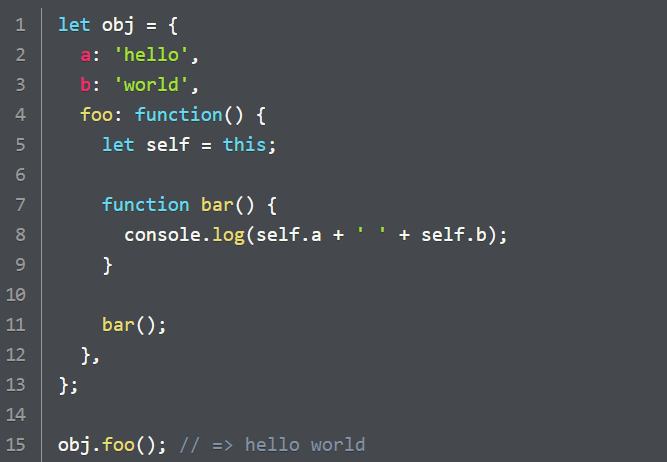 1 let obj = {
2   a: 'hello',
3   b: 'world',
4   foo: function() {
5     let self = this;
6
7     function bar() {
8       console.log(self.a + ' ' + self.b);
9     }
10
11     bar();
12   },
13 };
14
15 obj.foo(); // => hello world